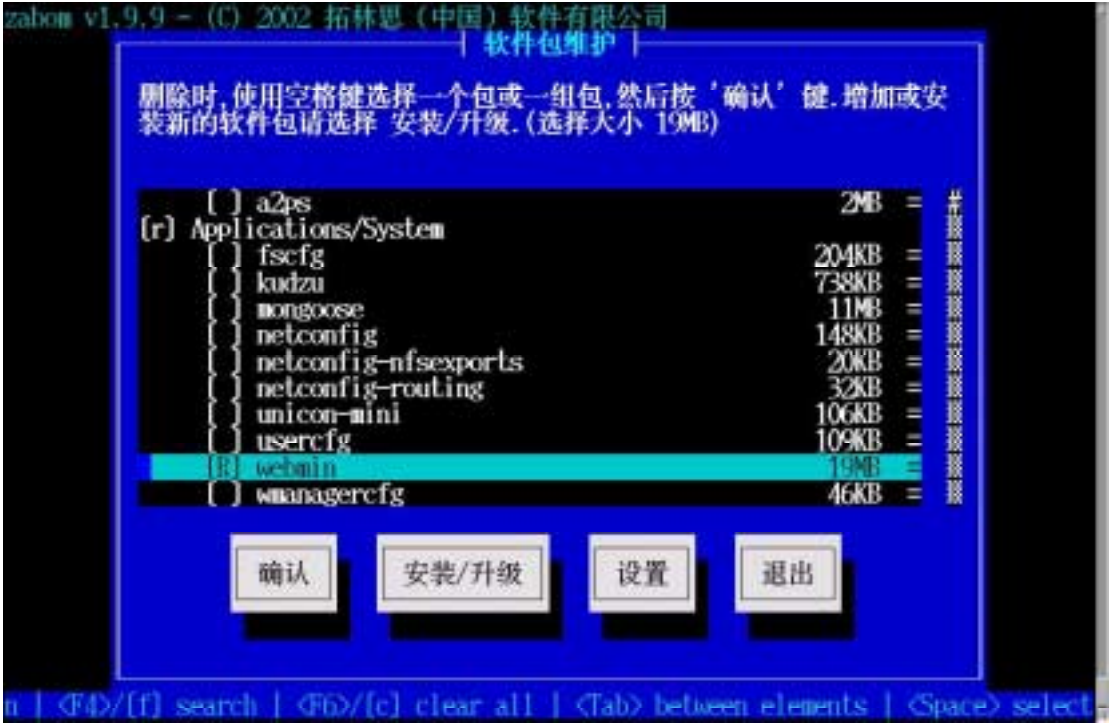 zabom v1.9.9 - (C) 2002 拓林思（中国）软件有限公司
软件包维护
删除时,使用空格键选择一个包或一组包,然后按 '确认' 键.增加或安
装新的软件包请选择 安装/升级.(选择大小 19MB)
[ ] a2ps 2MB = #
[r] Applications/System
[ ] fscfg 204KB =
[ ] kudzu 738KB =
[ ] mongoose 11MB =
[ ] netconfig 148KB =
[ ] netconfig-nfsexports 20KB =
[ ] netconfig-routing 32KB =
[ ] unicon-mini 106KB =
[ ] usercfg 109KB =
[R] webmin 19MB =
[ ] wmanagercfg 46KB =
确认 安装/升级 设置 退出
n | <F4>/[f] search | <F6>/[c] clear all | <Tab> between elements | <Space> select